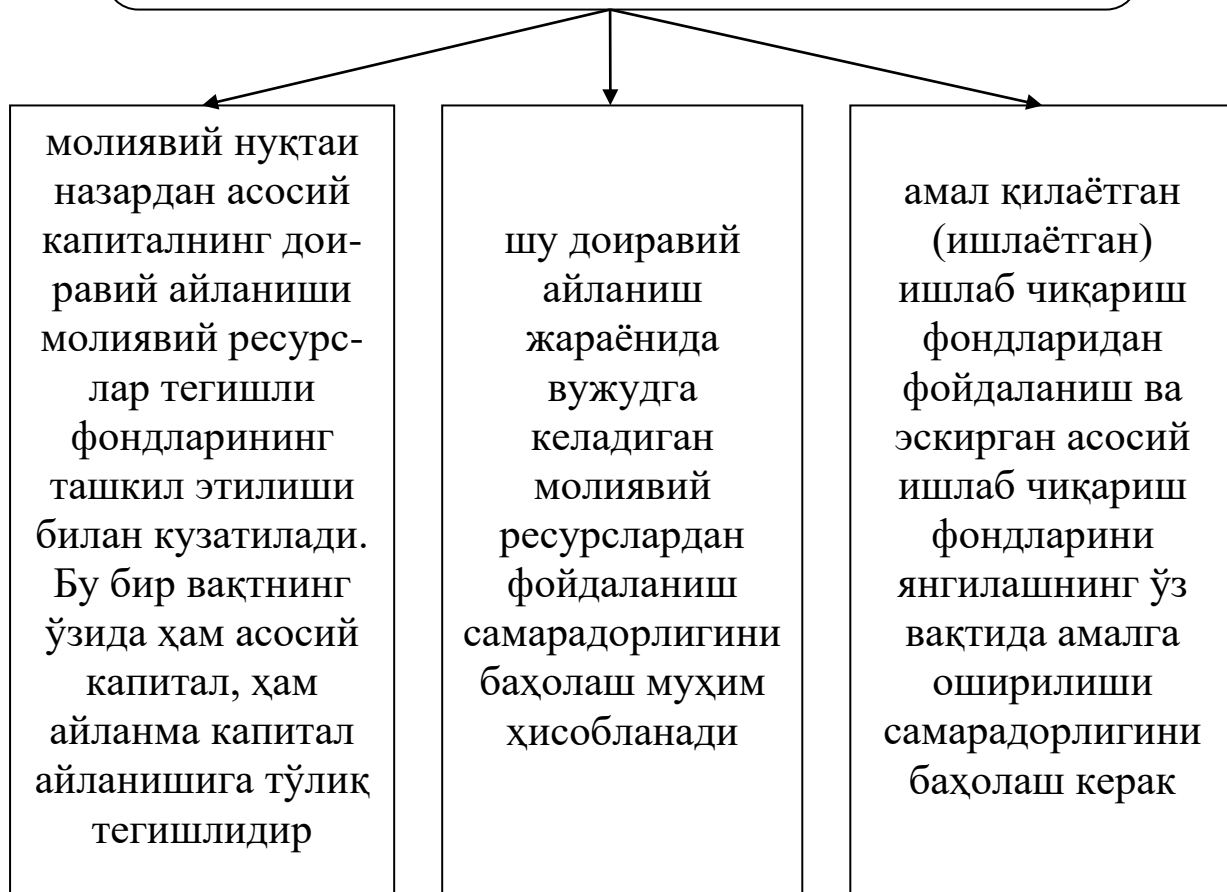 молиявий нуқтаи
назардан асосий
капиталнинг дои-
равий айланиши
молиявий ресурс-
лар тегишли
фондларининг
ташкил этилиши
билан кузатилади.
Бу бир вақтнинг
ўзида ҳам асосий
капитал, ҳам
айланма капитал
айланишига тўлиқ
тегишлидир
шу доиравий
айланиш
жараёнида
вужудга
келадиган
молиявий
ресурслардан
фойдаланиш
самарадорлигини
баҳолаш муҳим
ҳисобланади
амал қилаётган
(ишлаётган)
ишлаб чиқариш
фондларидан
фойдаланиш ва
эскирган асосий
ишлаб чиқариш
фондларини
янгилашнинг ўз
вақтида амалга
оширилиши
самарадорлигини
баҳолаш керак